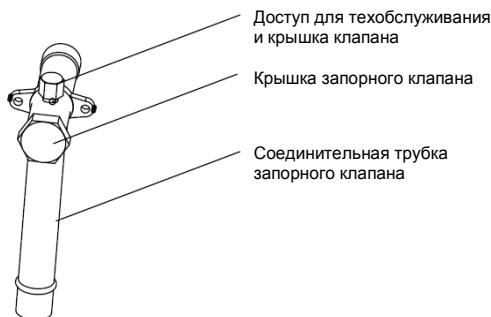 Доступ для техобслуживания
и крышка клапана
Крышка запорного клапана
Соединительная трубка
запорного клапана